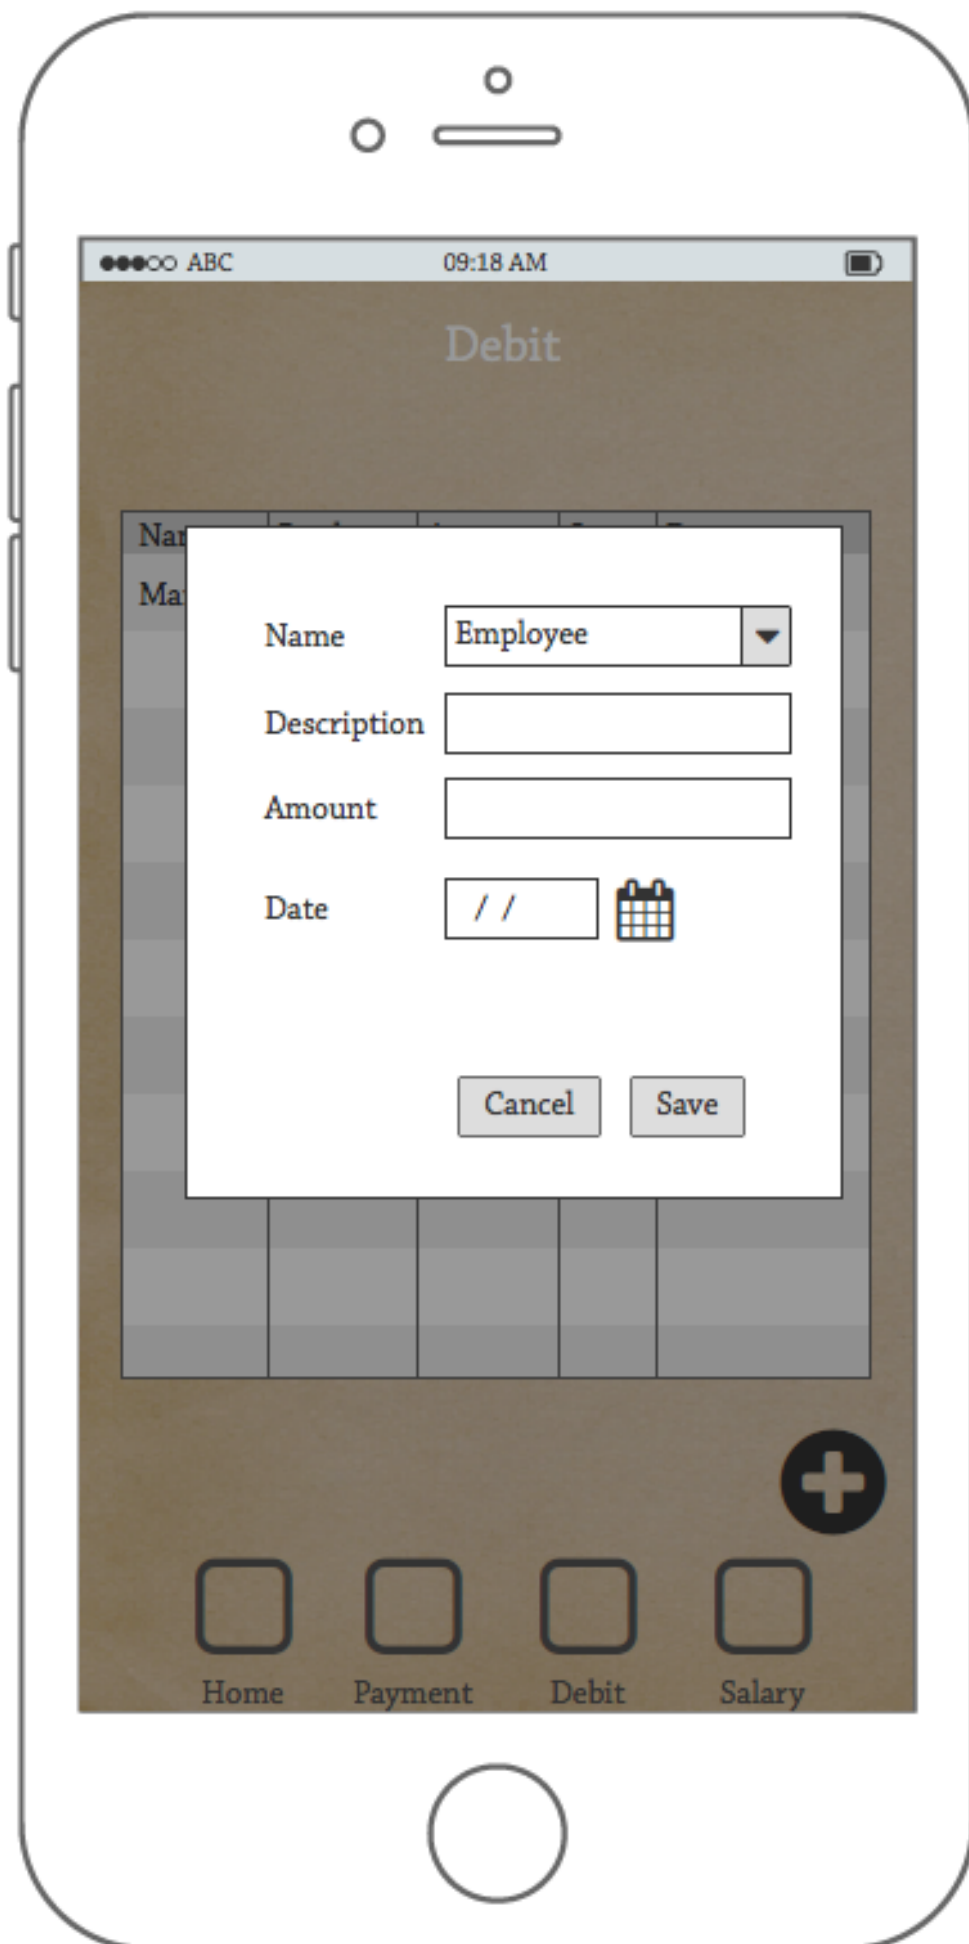 ABC 09:18 AM
Debit
Name Employee
Description
Amount
Date / /
Cancel Save
Home Payment Debit Salary